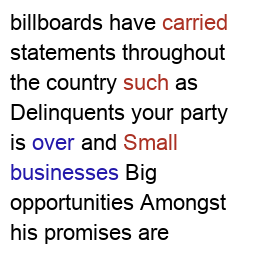 billboards have carried
statements throughout
the country such as
Delinquents your party
is over and Small
businesses Big
opportunities Amongst
his promises are